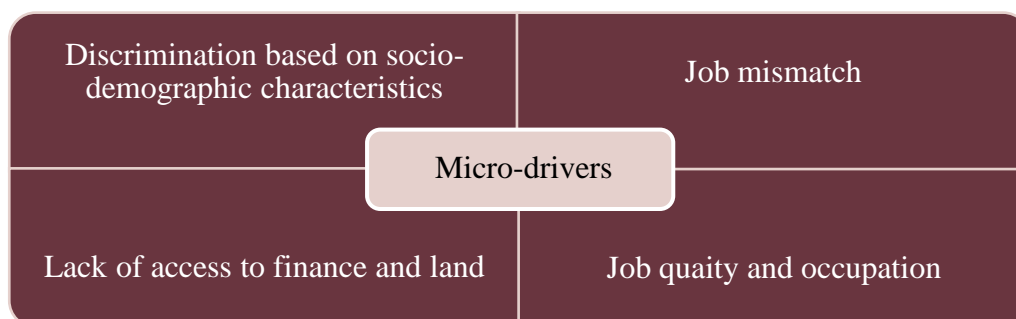 Discrimination based on socio-
demographic characteristics
Job mismatch
Micro-drivers
Lack of access to finance and land
Job quaity and occupation